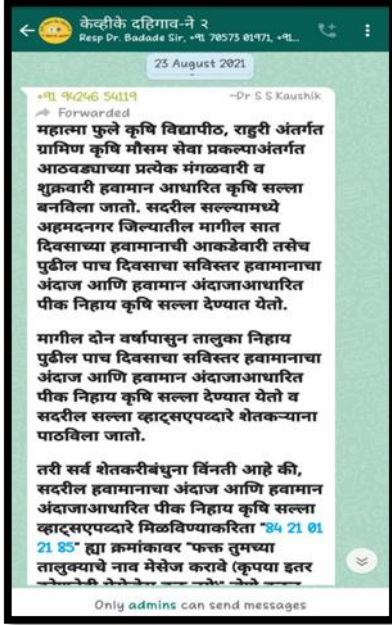 केव्हीके दहिगाव-ने २
Resp Dr. Badade Sir, +91 70573 01971, +91...
23 August 2021
+91 94246 54119 ~Dr S S Kaushik
Forwarded
महात्मा फुले कृषि विद्यापीठ, राहुरी अंतर्गत
ग्रामिण कृषि मौसम सेवा प्रकल्पाअंतर्गत
आठवड्याच्या प्रत्येक मंगळवारी व
शुक्रवारी हवामान आधारित कृषि सल्ला
बनविला जातो. सदरील सल्ल्यामध्ये
अहमदनगर जिल्यातील मागील सात
दिवसाच्या हवामानाची आकडेवारी तसेच
पुढील पाच दिवसाचा सविस्तर हवामानाचा
अंदाज आणि हवामान अंदाजाआधारित
पीक निहाय कृषि सल्ला देण्यात येतो.
मागील दोन वर्षापासुन तालुका निहाय
पुढील पाच दिवसाचा सविस्तर हवामानाचा
अंदाज आणि हवामान अंदाजाआधारित
पीक निहाय कृषि सल्ला देण्यात येतो व
सदरील सल्ला व्हाट्सएपव्दारे शेतकऱ्याना
पाठविला जातो.
तरी सर्व शेतकरीबंधुना विंनती आहे की,
सदरील हवामानाचा अंदाज आणि हवामान
अंदाजाआधारित पीक निहाय कृषि सल्ला
व्हाट्सएपव्दारे मिळविण्याकरिता "84 21 01
21 85" ह्या क्रमांकावर "फक्त तुमच्या
तालुक्याचे नाव मेसेज करावे (कृपया इतर
Only admins can send messages